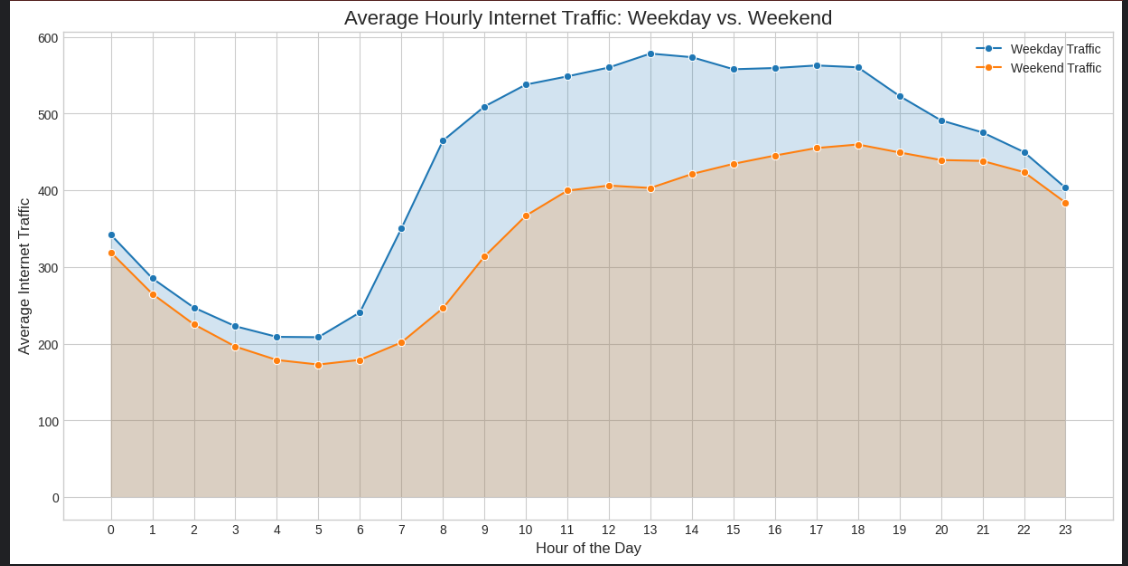 Average Hourly Internet Traffic: Weekday vs. Weekend
Weekday Traffic
Weekend Traffic
600
500
400
300
200
100
0
Average Internet Traffic
0 1 2 3 4 5 6 7 8 9 10 11 12 13 14 15 16 17 18 19 20 21 22 23
Hour of the Day